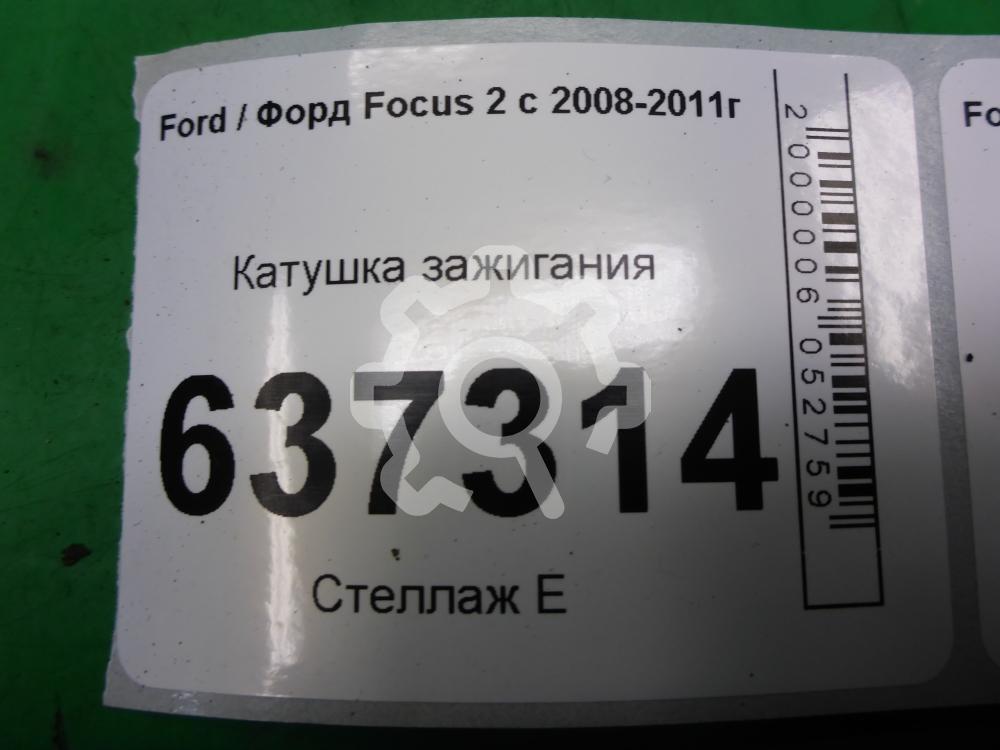 Ford / Форд Focus 2 с 2008-2011г
Катушка зажигания
637314
Стеллаж Е
2000006052759
Fo